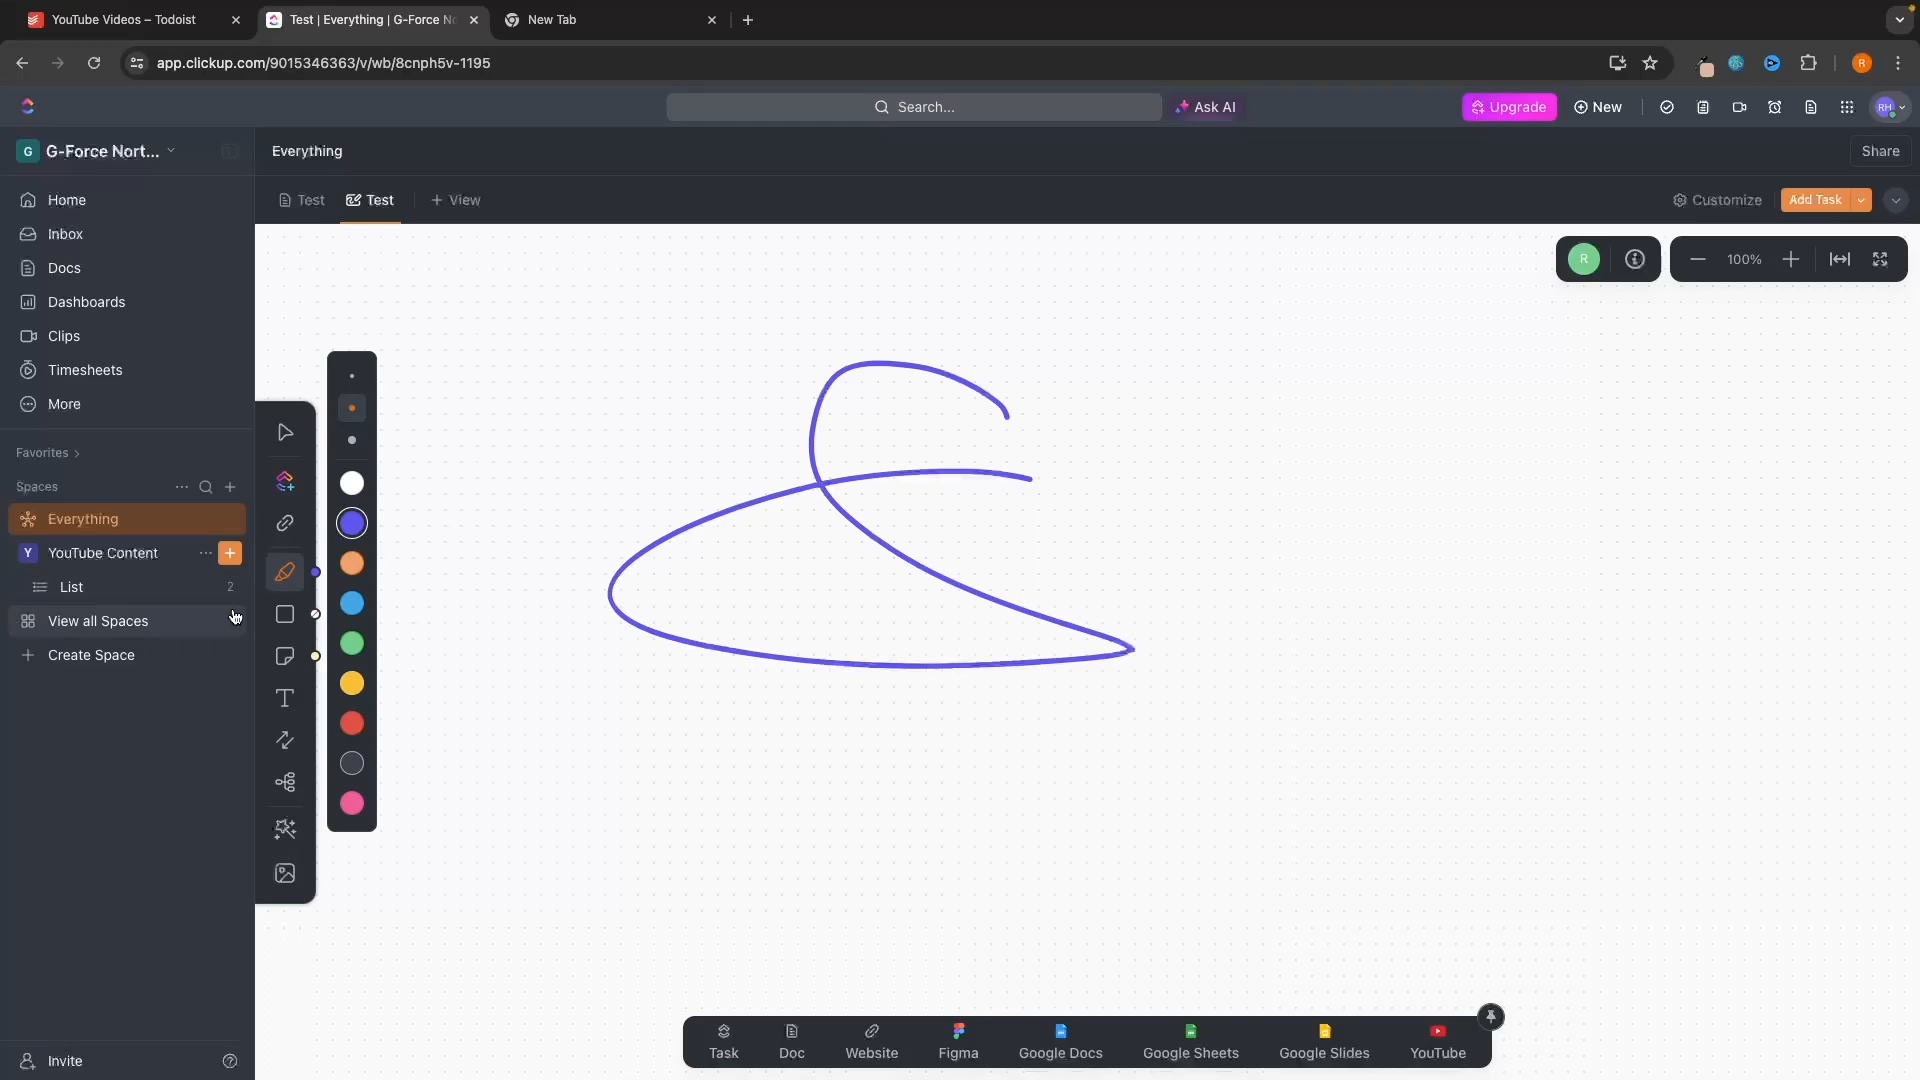 YouTube Videos – Todoist
Test | Everything | G-Force No
New Tab
app.clickup.com/9015346363/v/wb/8cnph5v-1195
R
Search...
Ask AI
Upgrade
New
RH
G
G-Force Nort...
Everything
Share
Home
Test
Test
+ View
Customize
Add Task
Inbox
R
100%
Docs
Dashboards
Clips
Timesheets
More
Favorites
Spaces
Everything
Y
YouTube Content
List
2
View all Spaces
Create Space
T
Task
Doc
Website
Figma
Google Docs
Google Sheets
Google Slides
YouTube
Invite